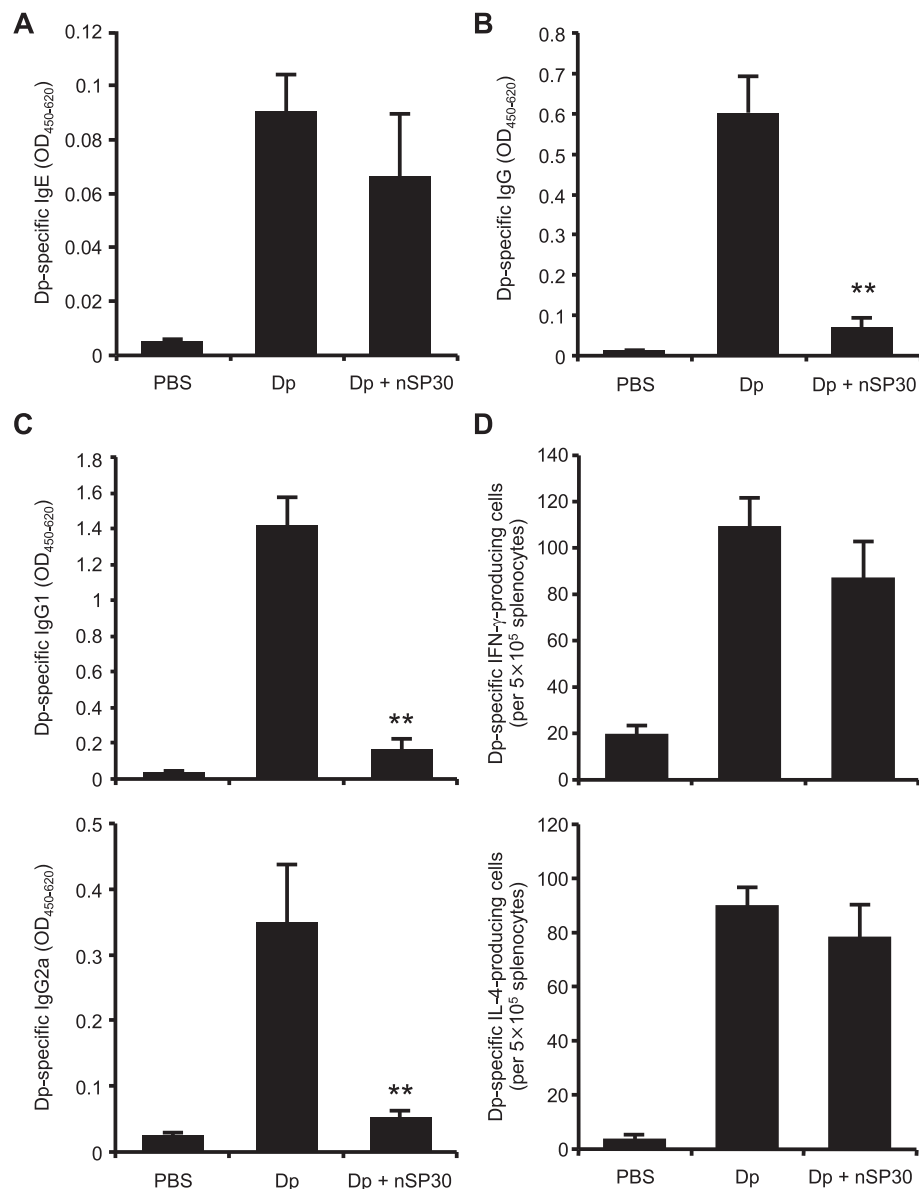 A
Dp-specific IgE (OD450-620)
0.12
0.1
0.08
0.06
0.04
0.02
0
PBS
Dp
Dp + nSP30
B
Dp-specific IgG (OD450-620)
0.8
0.7
0.6
0.5
0.4
0.3
0.2
0.1
0
**
PBS
Dp
Dp + nSP30
C
Dp-specific IgG1 (OD450-620)
1.8
1.6
1.4
1.2
1
0.8
0.6
0.4
0.2
0
**
Dp-specific IgG2a (OD450-620)
0.5
0.4
0.3
0.2
0.1
0
**
PBS
Dp
Dp + nSP30
D
Dp-specific IFN-γ-producing cells
(per 5×10⁵ splenocytes)
140
120
100
80
60
40
20
0
Dp-specific IL-4-producing cells
(per 5×10⁵ splenocytes)
120
100
80
60
40
20
0
PBS
Dp
Dp + nSP30